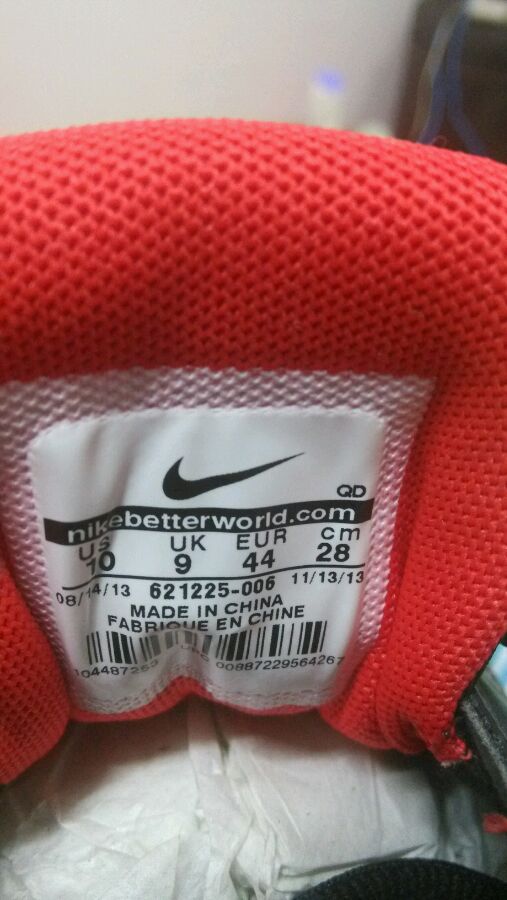 QD
nikebetterworld.com
US UK EUR cm
10 9 44 28
08/14/13 621225-006 11/13/13
MADE IN CHINA
FABRIQUE EN CHINE
UPC 00887229564267